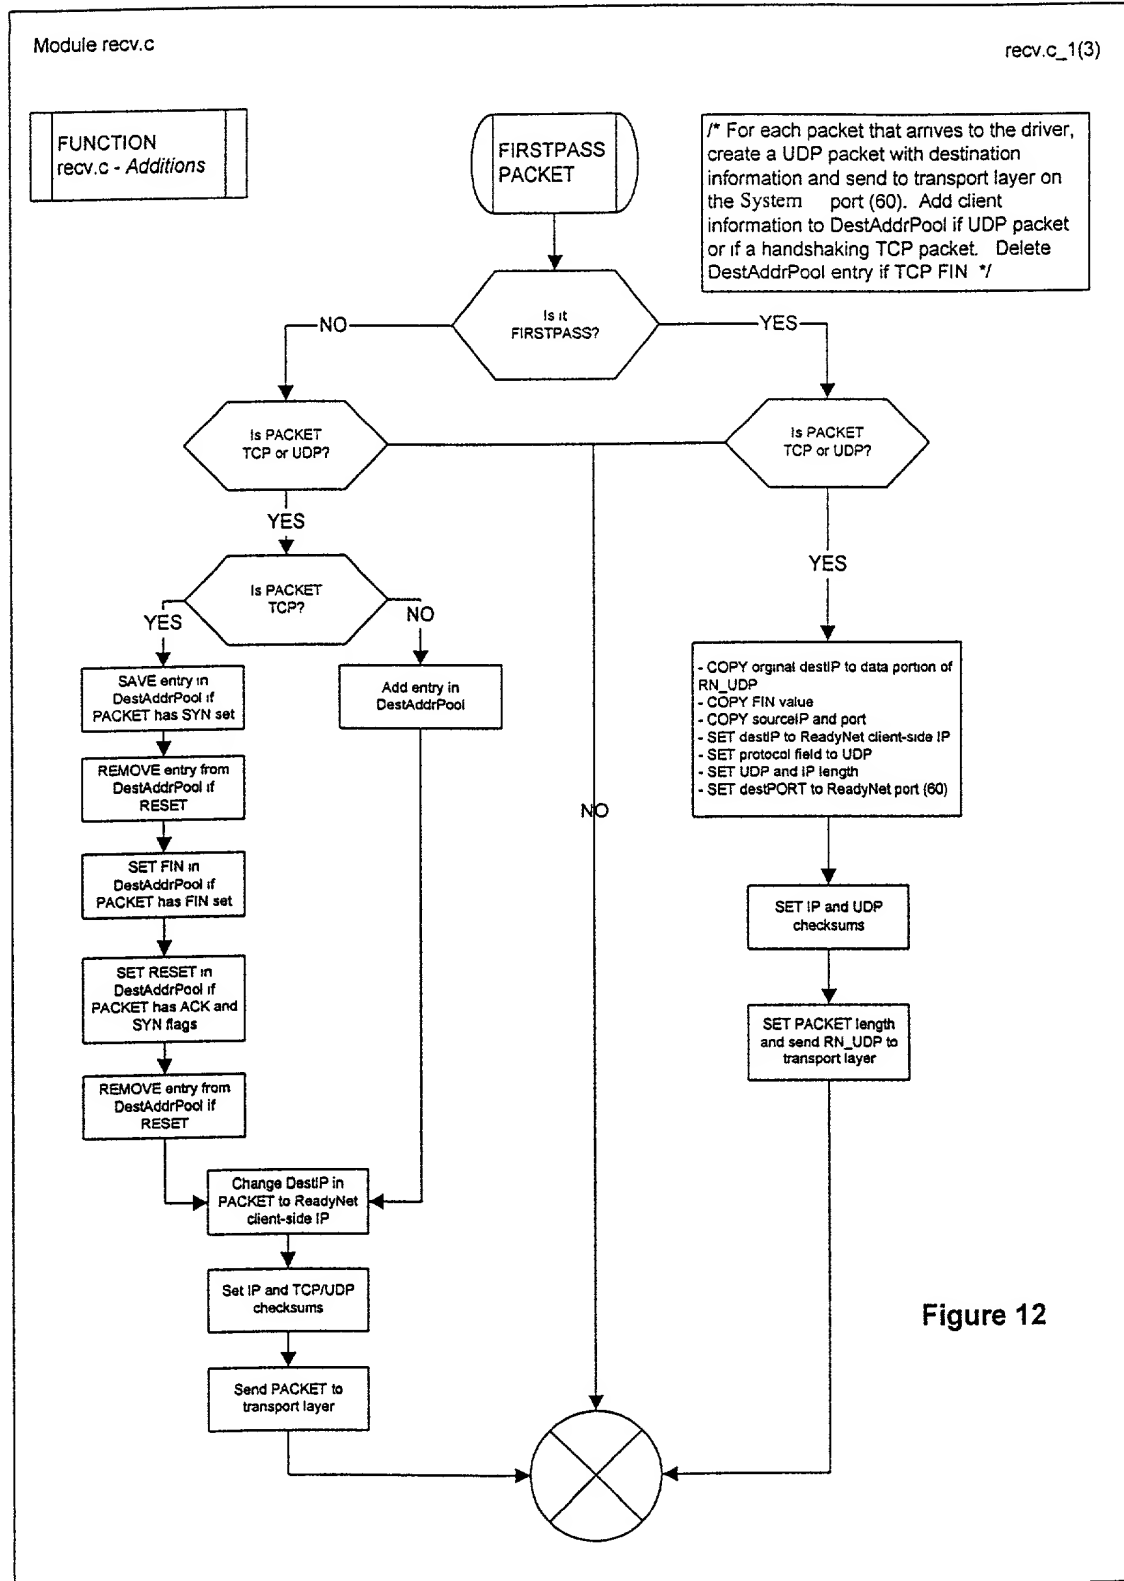 Module recv.c
recv.c_1(3)
FUNCTION
recv.c - Additions
FIRSTPASS
PACKET
/* For each packet that arrives to the driver,
create a UDP packet with destination
information and send to transport layer on
the System port (60). Add client
information to DestAddrPool if UDP packet
or if a handshaking TCP packet. Delete
DestAddrPool entry if TCP FIN */
Is it
FIRSTPASS?
NO
YES
Is PACKET
TCP or UDP?
Is PACKET
TCP or UDP?
YES
YES
Is PACKET
TCP?
YES
NO
SAVE entry in
DestAddrPool if
PACKET has SYN set
Add entry in
DestAddrPool
- COPY orginal destIP to data portion of
RN_UDP
- COPY FIN value
- COPY sourceIP and port
- SET destIP to ReadyNet client-side IP
- SET protocol field to UDP
- SET UDP and IP length
- SET destPORT to ReadyNet port (60)
REMOVE entry from
DestAddrPool if
RESET
NO
SET FIN in
DestAddrPool if
PACKET has FIN set
SET IP and UDP
checksums
SET RESET in
DestAddrPool if
PACKET has ACK and
SYN flags
SET PACKET length
and send RN_UDP to
transport layer
REMOVE entry from
DestAddrPool if
RESET
Change DestIP in
PACKET to ReadyNet
client-side IP
Set IP and TCP/UDP
checksums
Figure 12
Send PACKET to
transport layer